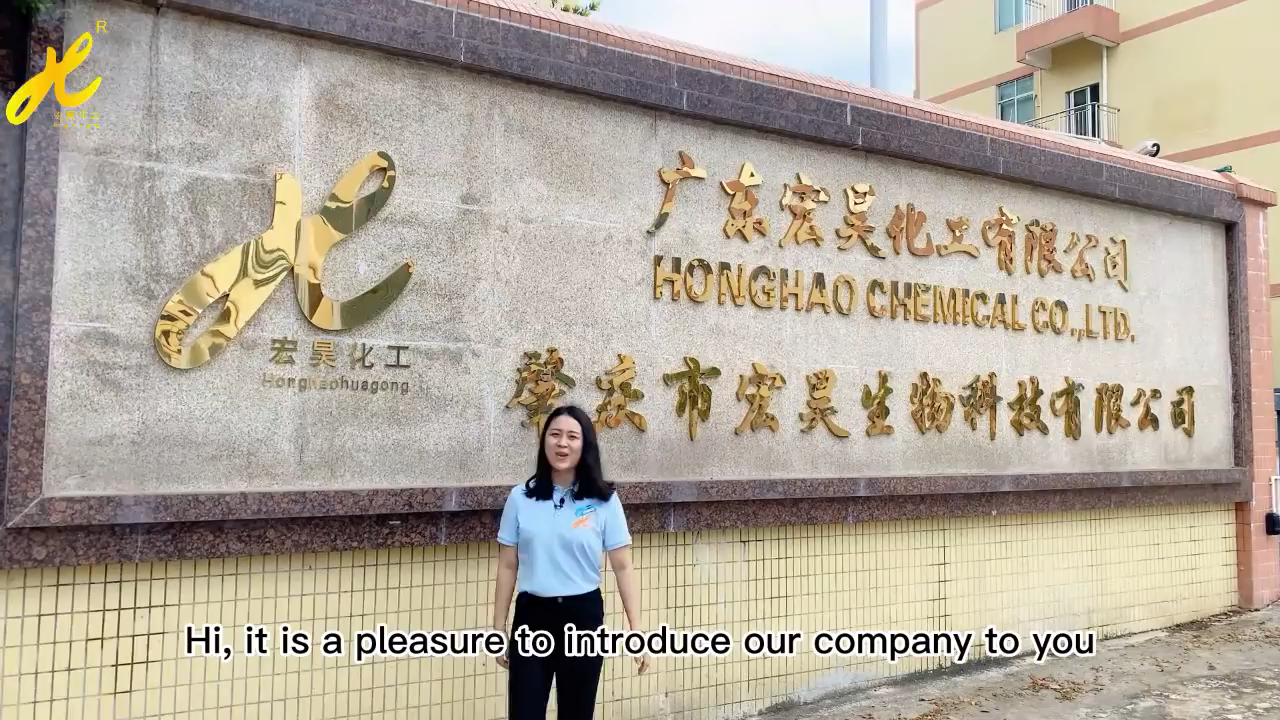 R
广东宏昊化工有限公司
HONGHAO CHEMICAL CO.,LTD.
宏昊化工
Honghaohuagong
肇庆市宏昊生物科技有限公司
Hi, it is a pleasure to introduce our company to you